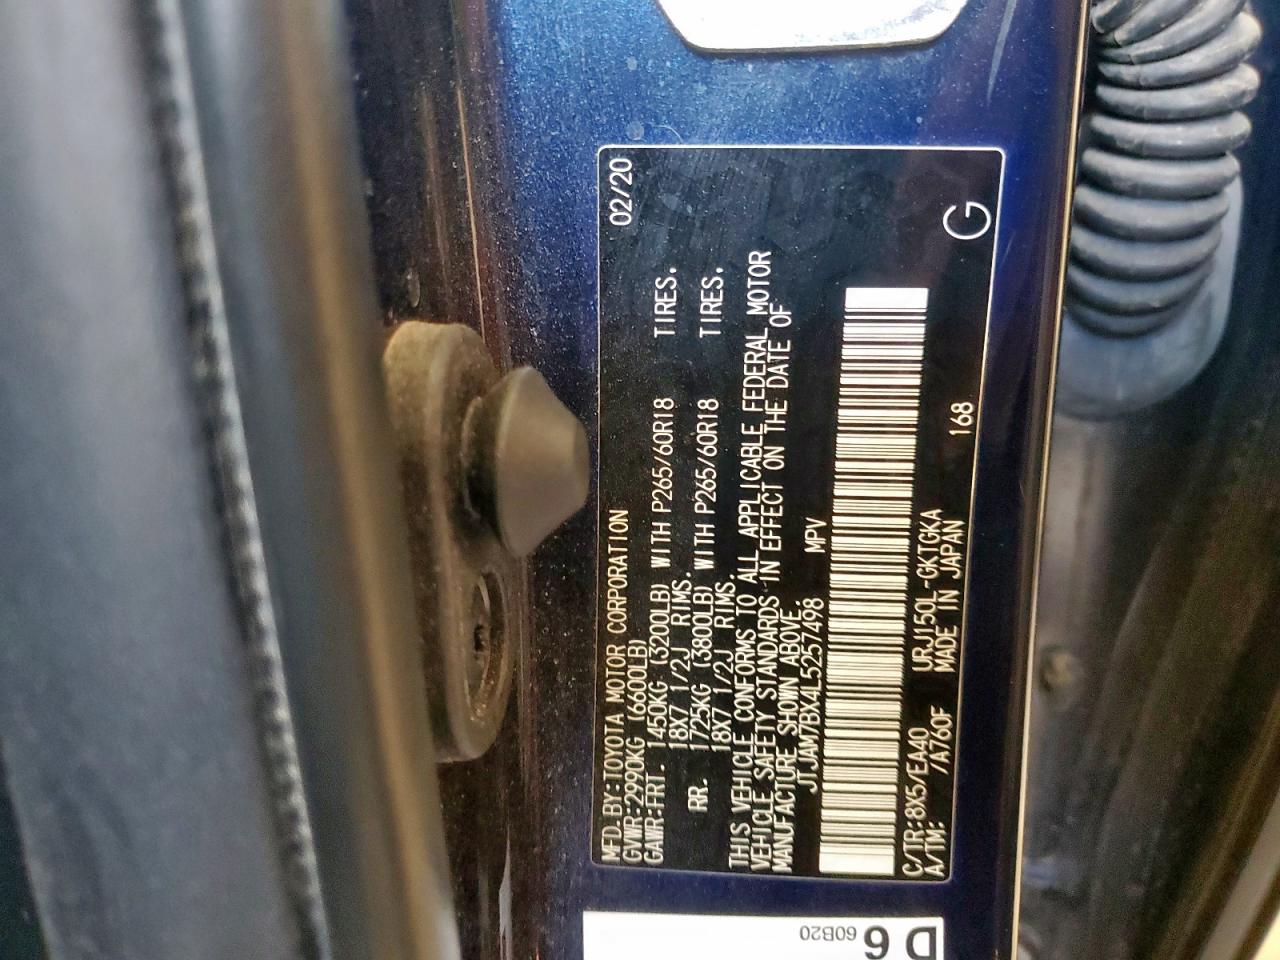 MFD. BY: TOYOTA MOTOR CORPORATION 02/20
GVWR: 2990KG (6600LB)
GAWR: FRT. 1450KG (3200LB) WITH P265/60R18 TIRES.
18X7 1/2J RIMS.
RR. 1725KG (3800LB) WITH P265/60R18 TIRES.
18X7 1/2J RIMS.
THIS VEHICLE CONFORMS TO ALL APPLICABLE FEDERAL MOTOR
VEHICLE SAFETY STANDARDS IN EFFECT ON THE DATE OF
MANUFACTURE SHOWN ABOVE.
JTJAM7BX4L5257498 MPV
C/TR: 8X5/EA40 URJ150L-GKTGKA
A/TM: /A760F MADE IN JAPAN 168 G
D 6
60B20